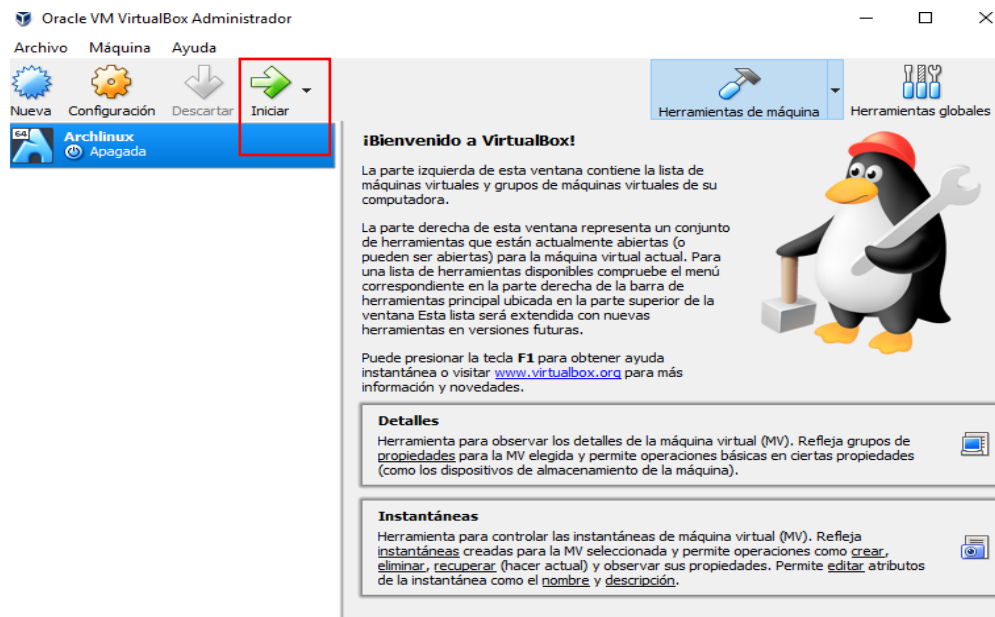 Oracle VM VirtualBox Administrador
Archivo Máquina Ayuda
Nueva Configuración Descartar Iniciar Herramientas de máquina Herramientas globales
64 Archlinux
Apagada
¡Bienvenido a VirtualBox!
La parte izquierda de esta ventana contiene la lista de
máquinas virtuales y grupos de máquinas virtuales de su
computadora.
La parte derecha de esta ventana representa un conjunto
de herramientas que están actualmente abiertas (o
pueden ser abiertas) para la máquina virtual actual. Para
una lista de herramientas disponibles compruebe el menú
correspondiente en la parte derecha de la barra de
herramientas principal ubicada en la parte superior de la
ventana Esta lista será extendida con nuevas
herramientas en versiones futuras.
Puede presionar la tecla F1 para obtener ayuda
instantánea o visitar www.virtualbox.org para más
información y novedades.
Detalles
Herramienta para observar los detalles de la máquina virtual (MV). Refleja grupos de
propiedades para la MV elegida y permite operaciones básicas en ciertas propiedades
(como los dispositivos de almacenamiento de la máquina).
Instantáneas
Herramienta para controlar las instantáneas de máquina virtual (MV). Refleja
instantáneas creadas para la MV seleccionada y permite operaciones como crear,
eliminar, recuperar (hacer actual) y observar sus propiedades. Permite editar atributos
de la instantánea como el nombre y descripción.